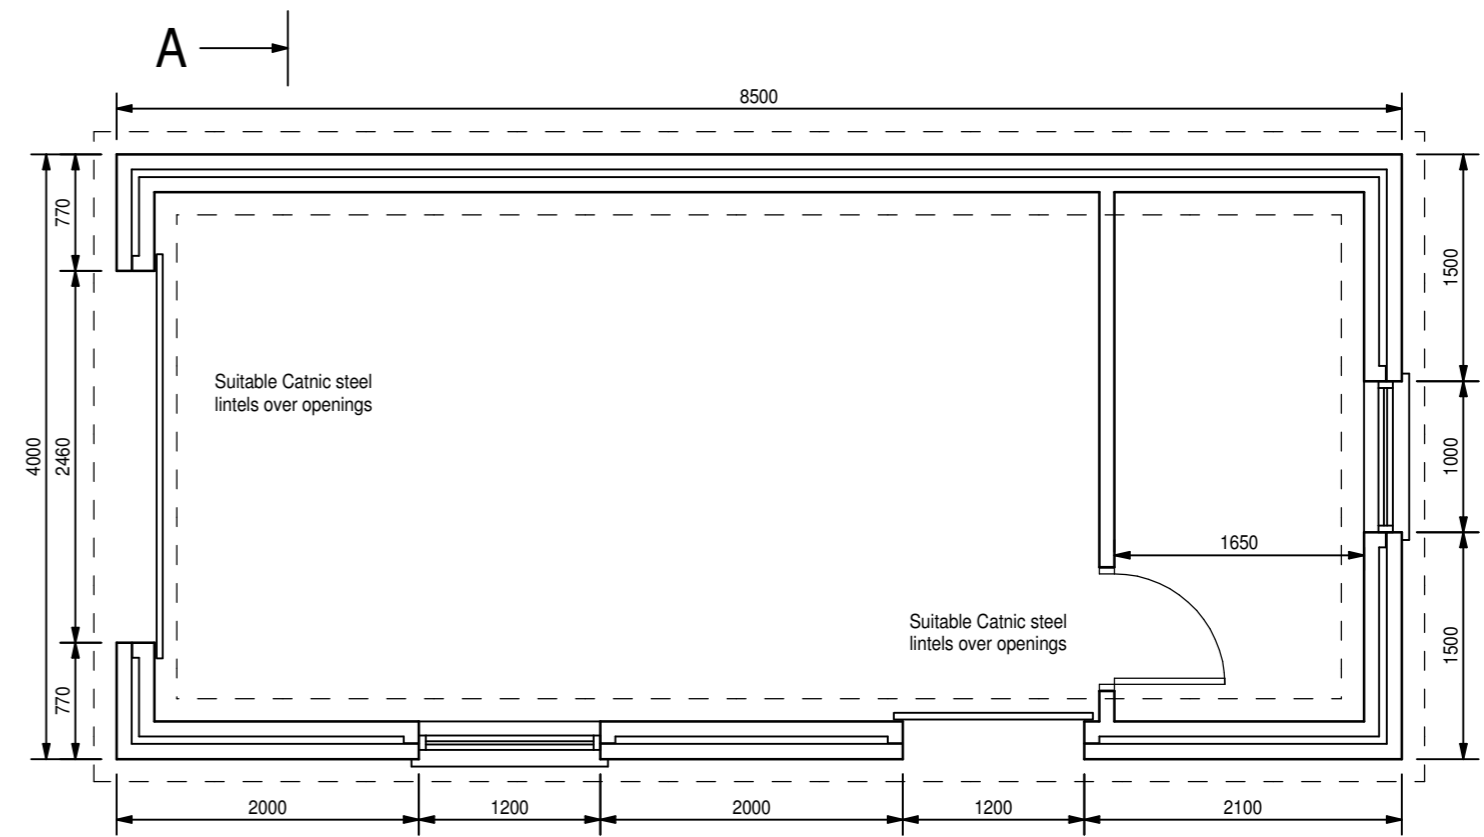 A
8500
770
1500
Suitable Catnic steel
lintels over openings
4000
2460
1000
1650
Suitable Catnic steel
lintels over openings
1500
770
2000
1200
2000
1200
2100